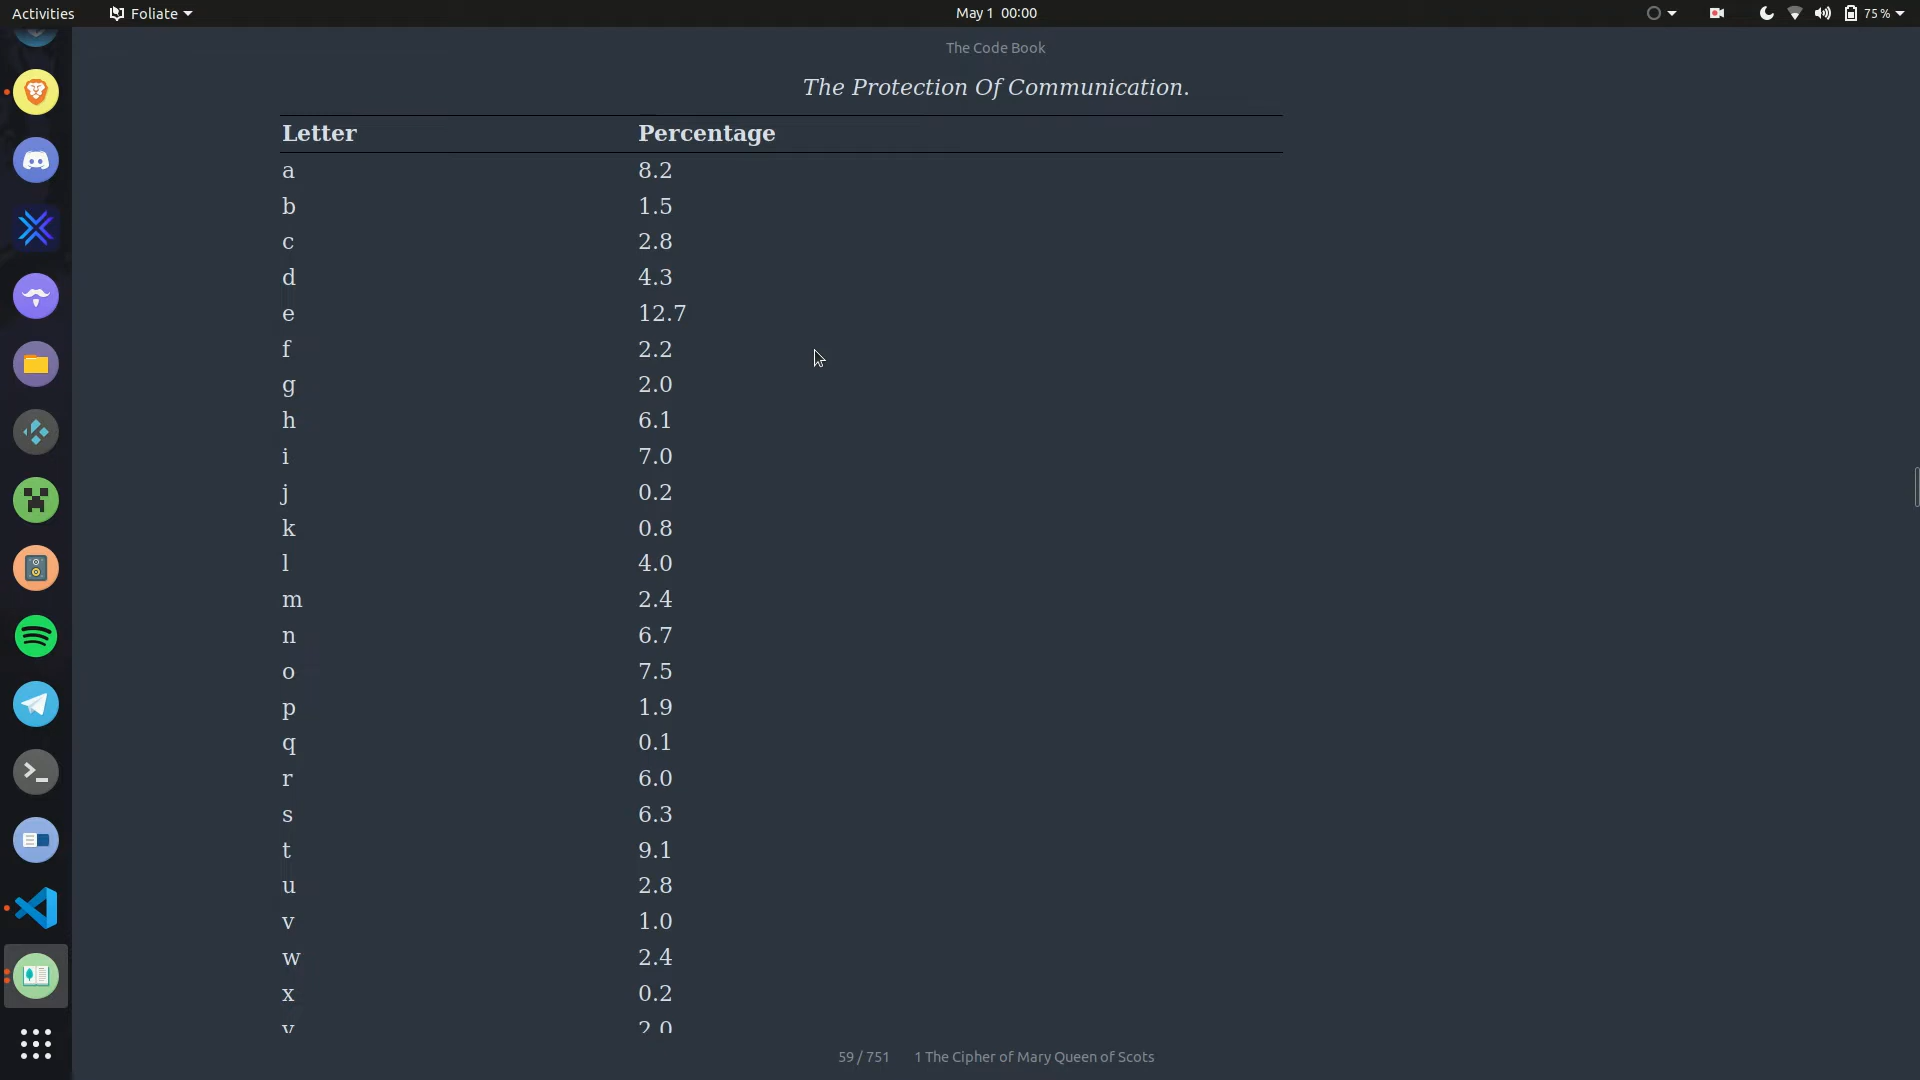 Activities Foliate May 1 00:00 75 %
The Code Book
The Protection Of Communication.
Letter Percentage
a 8.2
b 1.5
c 2.8
d 4.3
e 12.7
f 2.2
g 2.0
h 6.1
i 7.0
j 0.2
k 0.8
l 4.0
m 2.4
n 6.7
o 7.5
p 1.9
q 0.1
r 6.0
s 6.3
t 9.1
u 2.8
v 1.0
w 2.4
x 0.2
y 2.0
59 / 751 1 The Cipher of Mary Queen of Scots